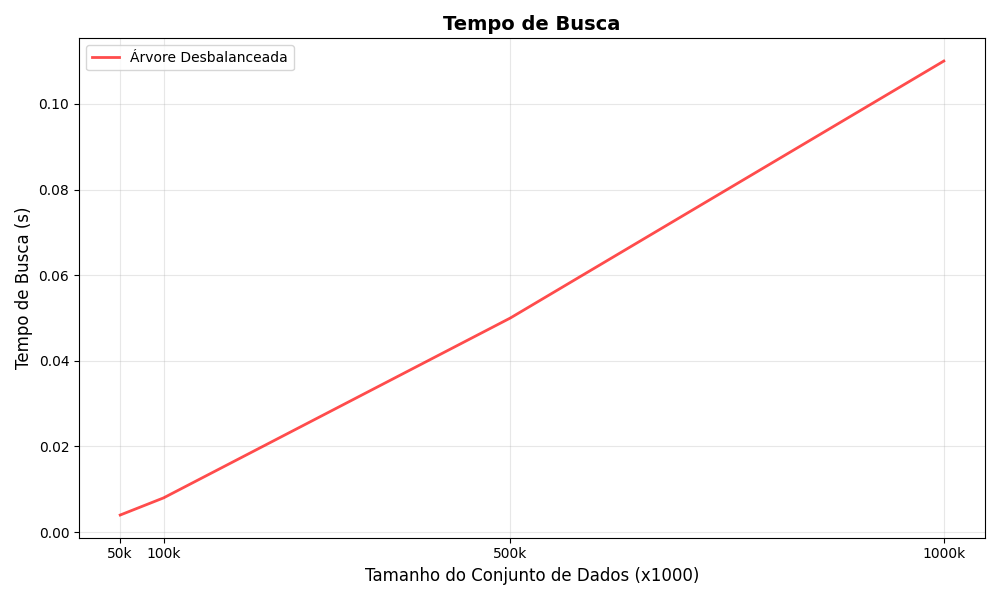 Tempo de Busca
Árvore Desbalanceada
0.10
0.08
0.06
0.04
0.02
0.00
Tempo de Busca (s)
50k 100k 500k 1000k
Tamanho do Conjunto de Dados (x1000)